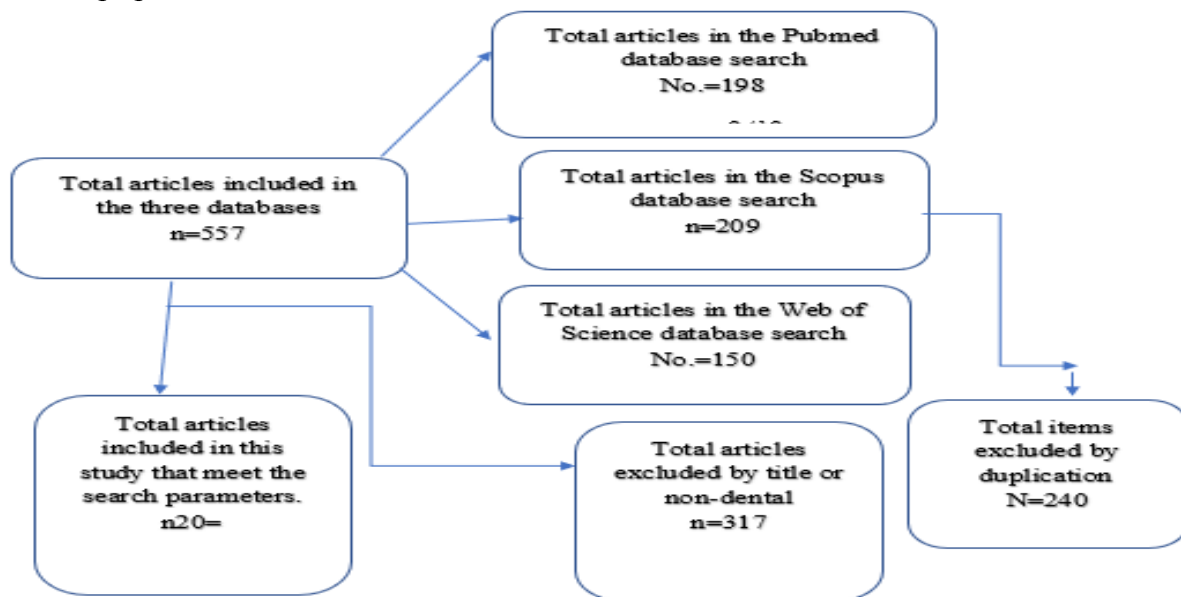 Total articles in the Pubmed
database search
No.=198
Total articles included in
the three databases
n=557
Total articles in the Scopus
database search
n=209
Total articles in the Web of
Science database search
No.=150
Total articles
included in this
study that meet the
search parameters.
n20=
Total articles
excluded by title or
non-dental
n=317
Total items
excluded by
duplication
N=240